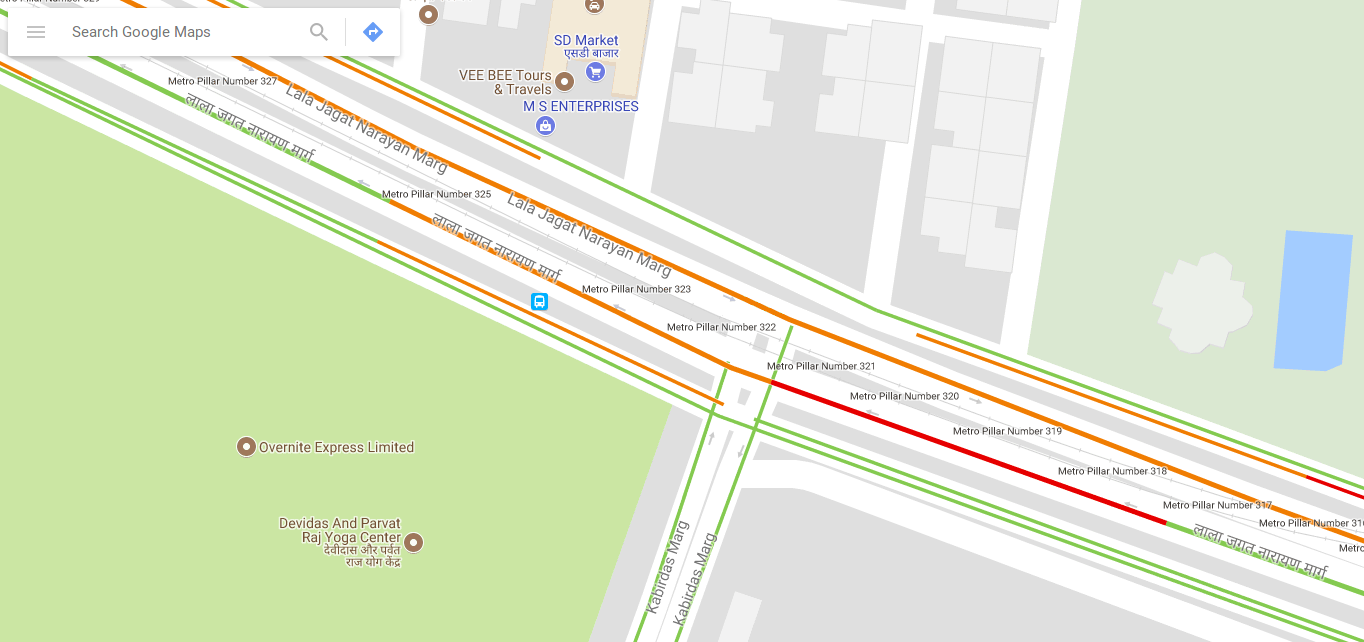 Search Google Maps
SD Market
एसडी बाजार
VEE BEE Tours
& Travels
M S ENTERPRISES
Metro Pillar Number 327
Lala Jagat Narayan Marg
लाला जगत नारायण मार्ग
Metro Pillar Number 325
Lala Jagat Narayan Marg
लाला जगत नारायण मार्ग
Metro Pillar Number 323
Metro Pillar Number 322
Metro Pillar Number 321
Metro Pillar Number 320
Metro Pillar Number 319
Metro Pillar Number 318
Metro Pillar Number 317
Metro Pillar Number
लाला जगत नारायण मार्ग
Overnite Express Limited
Devidas And Parvat
Raj Yoga Center
देवीदास और पर्वत
राज योग केंद्र
Kabirdas Marg
Kabirdas Marg